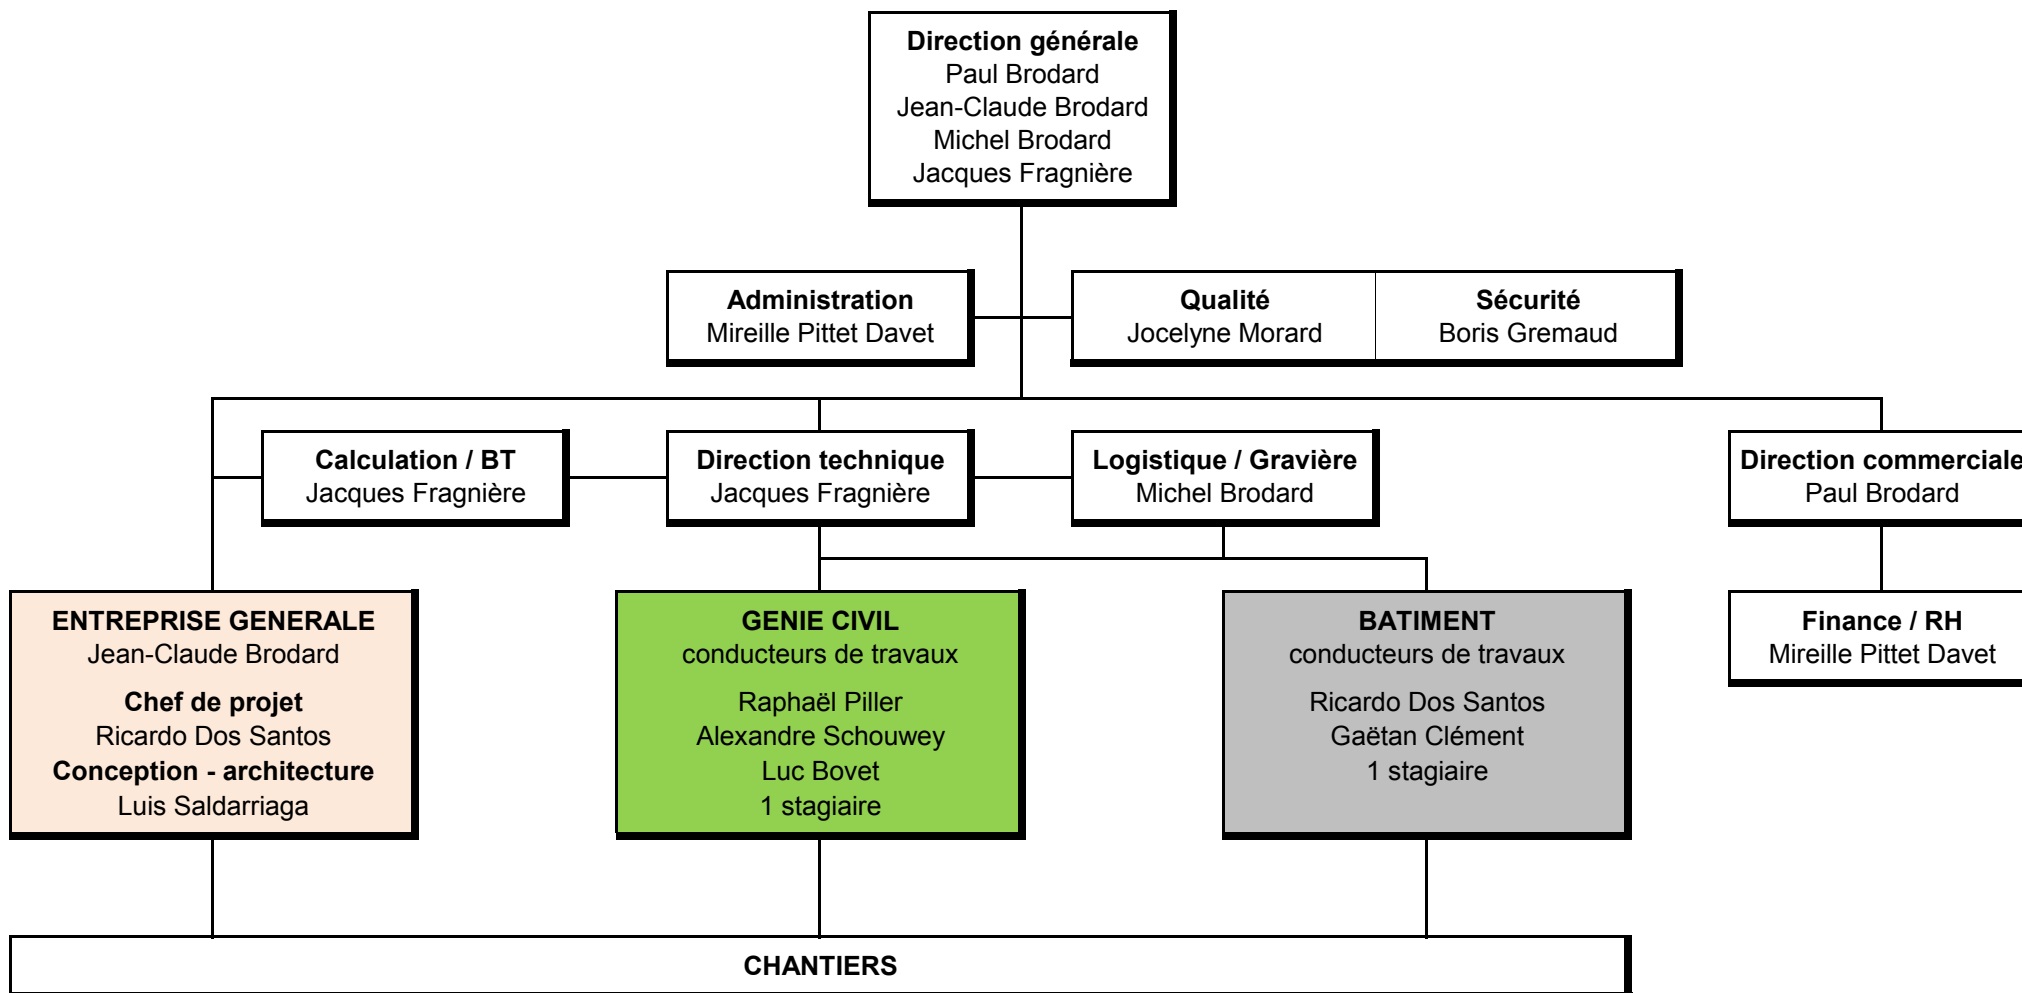 Direction générale
Paul Brodard
Jean-Claude Brodard
Michel Brodard
Jacques Fragnière
Administration
Mireille Pittet Davet
Qualité
Jocelyne Morard
Sécurité
Boris Gremaud
Calculation / BT
Jacques Fragnière
Direction technique
Jacques Fragnière
Logistique / Gravière
Michel Brodard
Direction commerciale
Paul Brodard
ENTREPRISE GENERALE
Jean-Claude Brodard
Chef de projet
Ricardo Dos Santos
Conception - architecture
Luis Saldarriaga
GENIE CIVIL
conducteurs de travaux
Raphaël Piller
Alexandre Schouwey
Luc Bovet
1 stagiaire
BATIMENT
conducteurs de travaux
Ricardo Dos Santos
Gaëtan Clément
1 stagiaire
Finance / RH
Mireille Pittet Davet
CHANTIERS